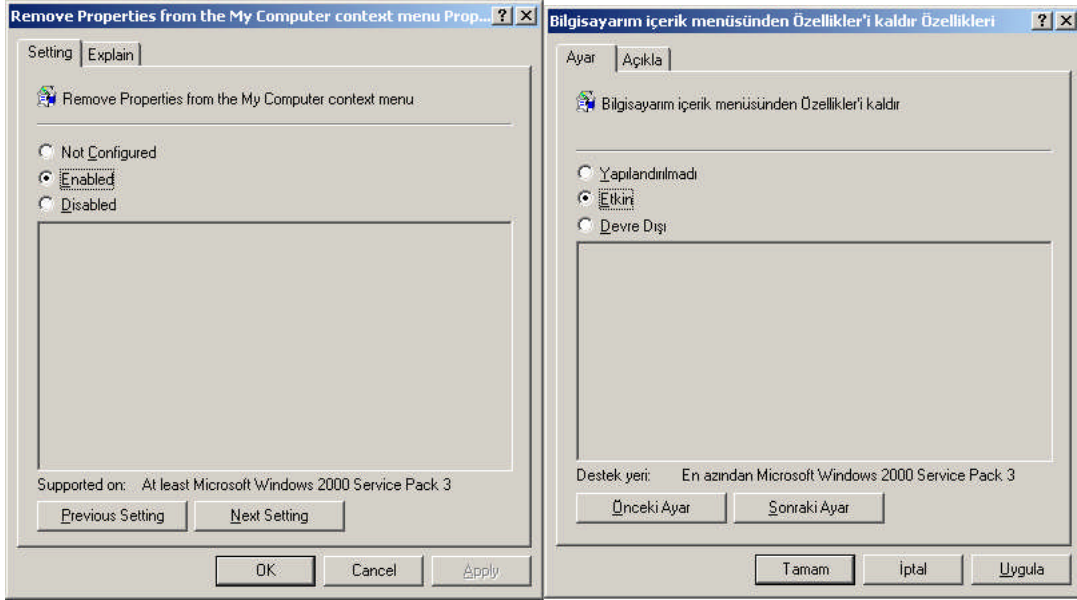 Remove Properties from the My Computer context menu Prop...
Setting
Explain
Remove Properties from the My Computer context menu
Not Configured
Enabled
Disabled
Supported on: At least Microsoft Windows 2000 Service Pack 3
Previous Setting
Next Setting
OK
Cancel
Apply
Bilgisayarım içerik menüsünden Özellikler'i kaldır Özellikleri
Ayar
Açıkla
Bilgisayarım içerik menüsünden Özellikler'i kaldır
Yapılandırılmadı
Etkin
Devre Dışı
Destek yeri: En azından Microsoft Windows 2000 Service Pack 3
Önceki Ayar
Sonraki Ayar
Tamam
İptal
Uygula